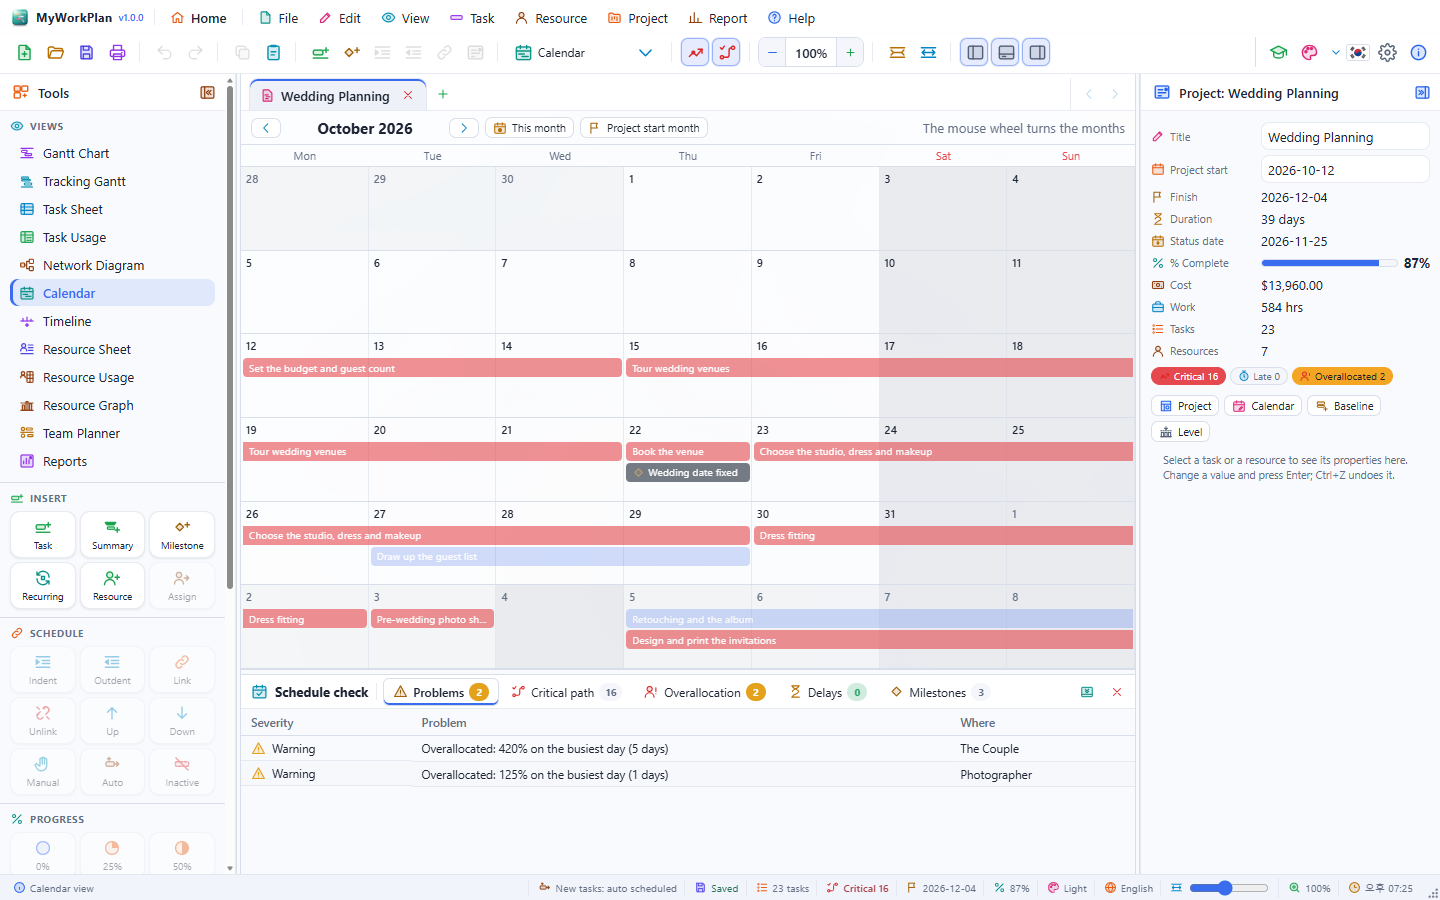 MyWorkPlan v1.0.0 Home File Edit View Task Resource Project Report Help
Calendar 100%
Tools
VIEWS
Gantt Chart
Tracking Gantt
Task Sheet
Task Usage
Network Diagram
Calendar
Timeline
Resource Sheet
Resource Usage
Resource Graph
Team Planner
Reports
INSERT
Task Summary Milestone
Recurring Resource Assign
SCHEDULE
Indent Outdent Link
Unlink Up Down
Manual Auto Inactive
PROGRESS
0% 25% 50%
Wedding Planning
October 2026 This month Project start month The mouse wheel turns the months
Mon Tue Wed Thu Fri Sat Sun
28 29 30 1 2 3 4
5 6 7 8 9 10 11
12 13 14 15 16 17 18
Set the budget and guest count Tour wedding venues
19 20 21 22 23 24 25
Tour wedding venues Book the venue Choose the studio, dress and makeup
Wedding date fixed
26 27 28 29 30 31 1
Choose the studio, dress and makeup Dress fitting
Draw up the guest list
2 3 4 5 6 7 8
Dress fitting Pre-wedding photo sh... Retouching and the album
Design and print the invitations
Schedule check Problems 2 Critical path 16 Overallocation 2 Delays 0 Milestones 3
Severity Problem Where
Warning Overallocated: 420% on the busiest day (5 days) The Couple
Warning Overallocated: 125% on the busiest day (1 days) Photographer
Project: Wedding Planning
Title Wedding Planning
Project start 2026-10-12
Finish 2026-12-04
Duration 39 days
Status date 2026-11-25
% Complete 87%
Cost $13,960.00
Work 584 hrs
Tasks 23
Resources 7
Critical 16 Late 0 Overallocated 2
Project Calendar Baseline
Level
Select a task or a resource to see its properties here.
Change a value and press Enter; Ctrl+Z undoes it.
Calendar view New tasks: auto scheduled Saved 23 tasks Critical 16 2026-12-04 87% Light English 100% 오후 07:25